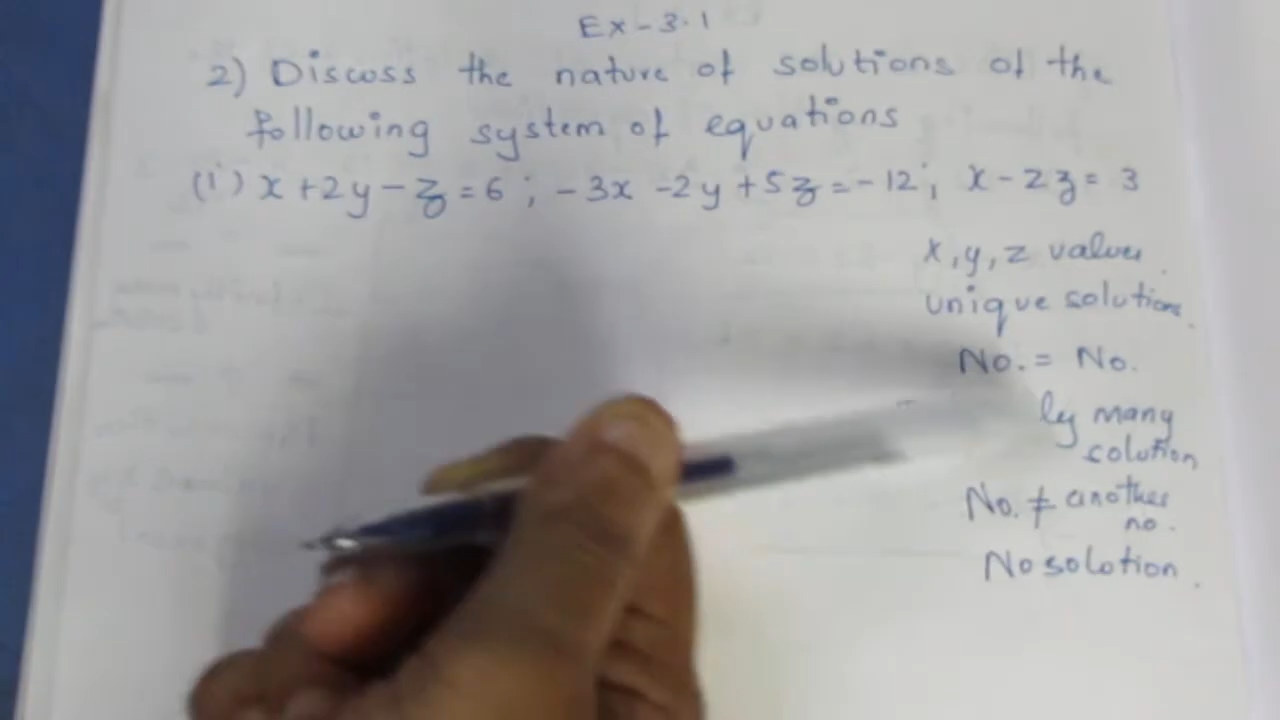 Ex-3.1
2) Discuss the nature of solutions of the
following system of equations
(i) x+2y-z=6; -3x-2y+5z=-12; x-2z=3
x,y,z values
unique solutions.
No. = No.
ly many
solution
No. ≠ another
no.
No solution.